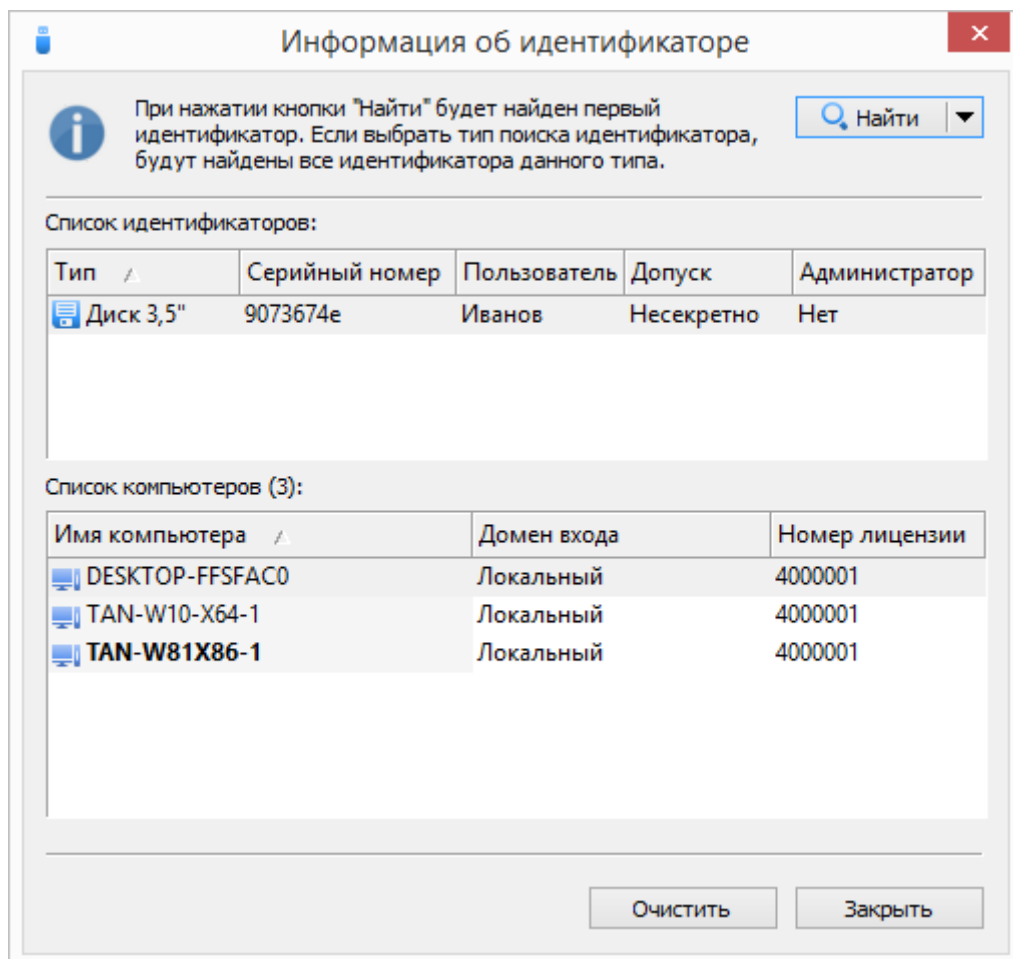 Информация об идентификаторе
При нажатии кнопки "Найти" будет найден первый
идентификатор. Если выбрать тип поиска идентификатора,
будут найдены все идентификатора данного типа.
Найти
Список идентификаторов:
Тип Серийный номер Пользователь Допуск Администратор
Диск 3,5" 9073674e Иванов Несекретно Нет
Список компьютеров (3):
Имя компьютера Домен входа Номер лицензии
DESKTOP-FFSFAC0 Локальный 4000001
TAN-W10-X64-1 Локальный 4000001
TAN-W81X86-1 Локальный 4000001
Очистить Закрыть